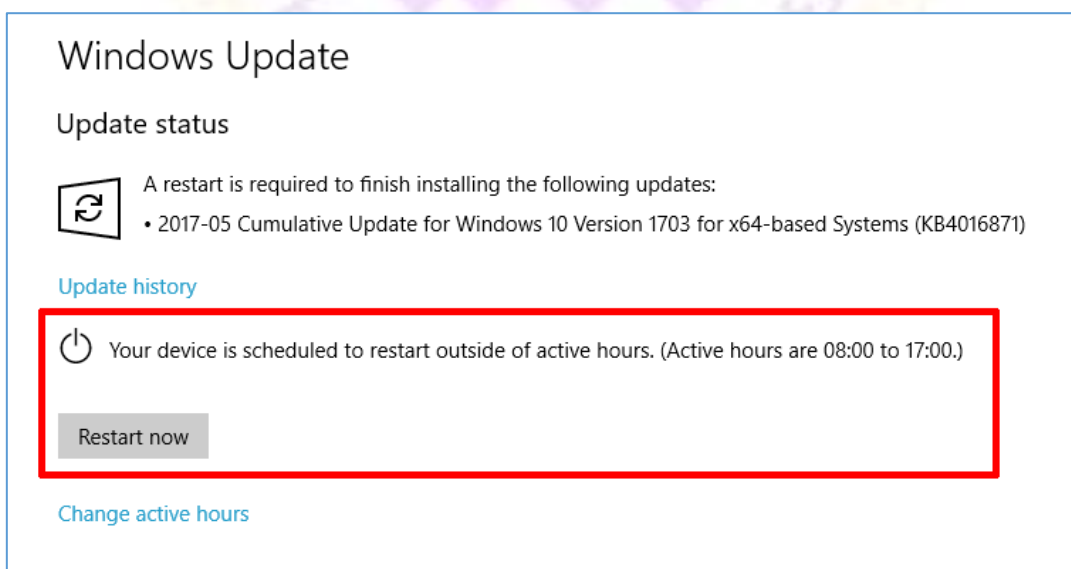 Windows Update
Update status
A restart is required to finish installing the following updates:
• 2017-05 Cumulative Update for Windows 10 Version 1703 for x64-based Systems (KB4016871)
Update history
Your device is scheduled to restart outside of active hours. (Active hours are 08:00 to 17:00.)
Restart now
Change active hours